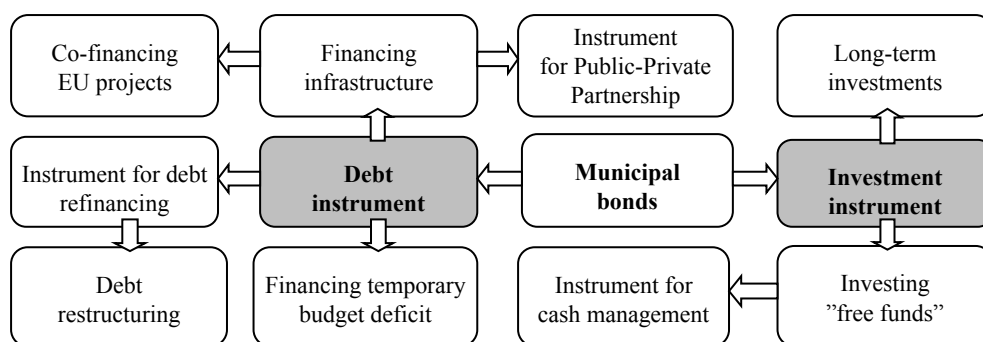 Co-financing
EU projects
Financing
infrastructure
Instrument
for Public-Private
Partnership
Long-term
investments
Instrument for debt
refinancing
Debt
instrument
Municipal
bonds
Investment
instrument
Debt
restructuring
Financing temporary
budget deficit
Instrument for
cash management
Investing
”free funds”